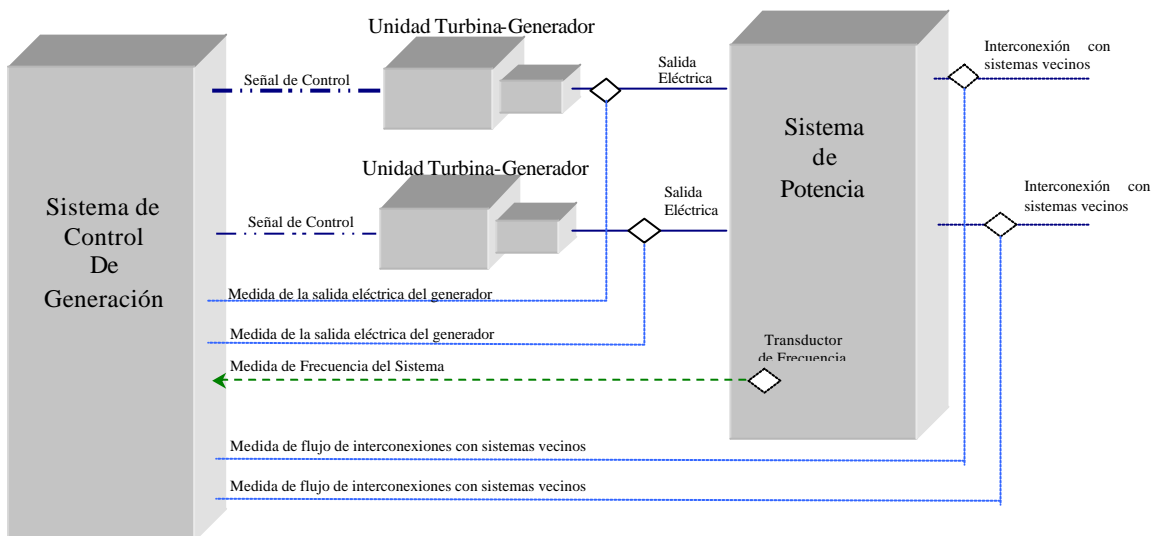 Unidad Turbina-Generador
Señal de Control
Salida
Eléctrica
Interconexión con
sistemas vecinos
Sistema
de
Potencia
Unidad Turbina-Generador
Señal de Control
Salida
Eléctrica
Interconexión con
sistemas vecinos
Sistema de
Control
De
Generación
Medida de la salida eléctrica del generador
Medida de la salida eléctrica del generador
Transductor
de Frecuencia
Medida de Frecuencia del Sistema
Medida de flujo de interconexiones con sistemas vecinos
Medida de flujo de interconexiones con sistemas vecinos